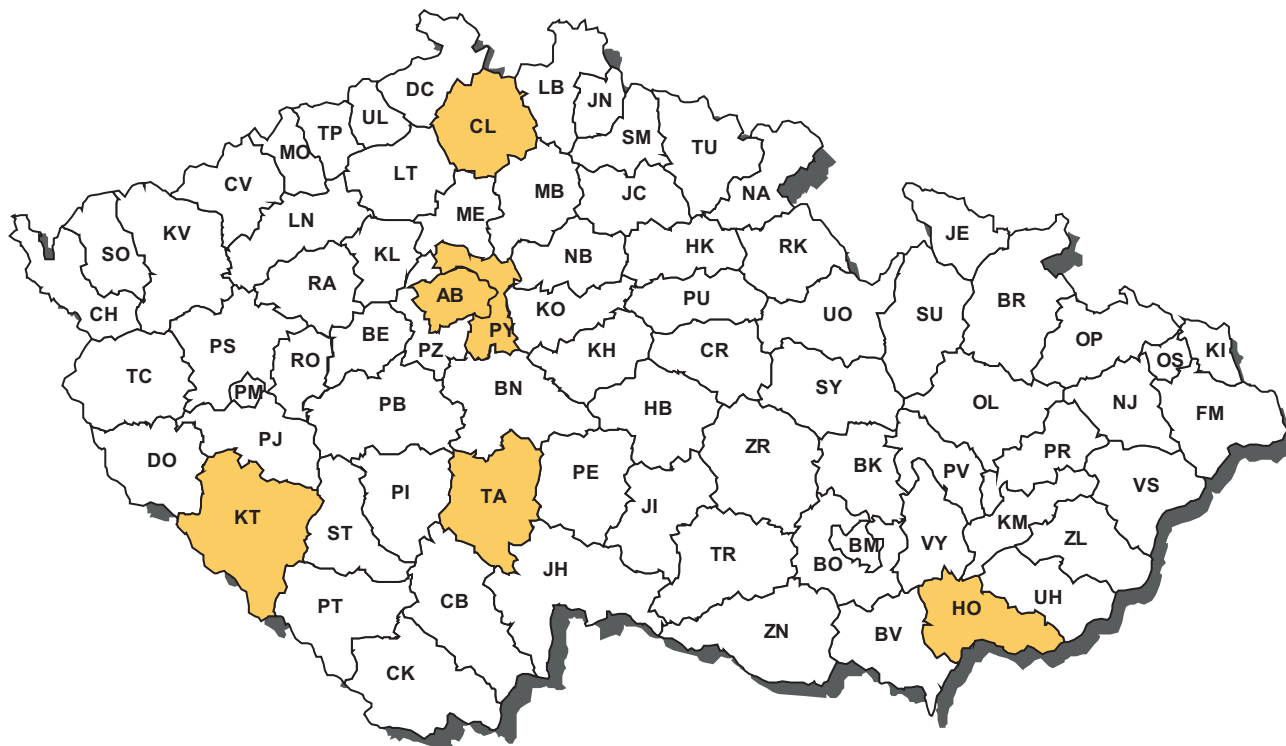 DC
LB
JN
UL
CL
TP
SM
TU
MO
CV
LT
MB
JC
NA
ME
LN
KV
SO
JE
KL
NB
HK
RK
RA
AB
PU
BR
CH
KO
UO
SU
PY
BE
PS
RO
PZ
KH
CR
OP
OS
KI
TC
PM
BN
SY
PB
HB
OL
NJ
FM
PJ
ZR
PR
DO
BK
PV
VS
PI
TA
PE
JI
KT
ST
KM
ZL
TR
BO
BM
VY
JH
PT
CB
HO
UH
ZN
BV
CK